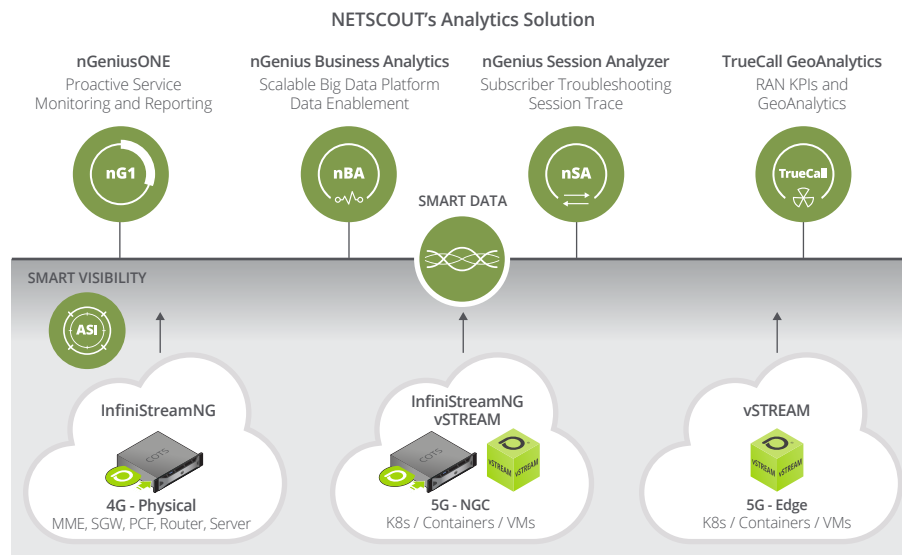 NETSCOUT's Analytics Solution
nGeniusONE
Proactive Service
Monitoring and Reporting
nGenius Business Analytics
Scalable Big Data Platform
Data Enablement
nGenius Session Analyzer
Subscriber Troubleshooting
Session Trace
TrueCall GeoAnalytics
RAN KPIs and
GeoAnalytics
nG1
nBA
nSA
TrueCall
SMART DATA
SMART VISIBILITY
ASI
InfiniStreamNG
COTS
4G - Physical
MME, SGW, PCF, Router, Server
InfiniStreamNG
vSTREAM
COTS
vSTREAM
vSTREAM
5G - NGC
K8s / Containers / VMs
vSTREAM
vSTREAM
vSTREAM
5G - Edge
K8s / Containers / VMs